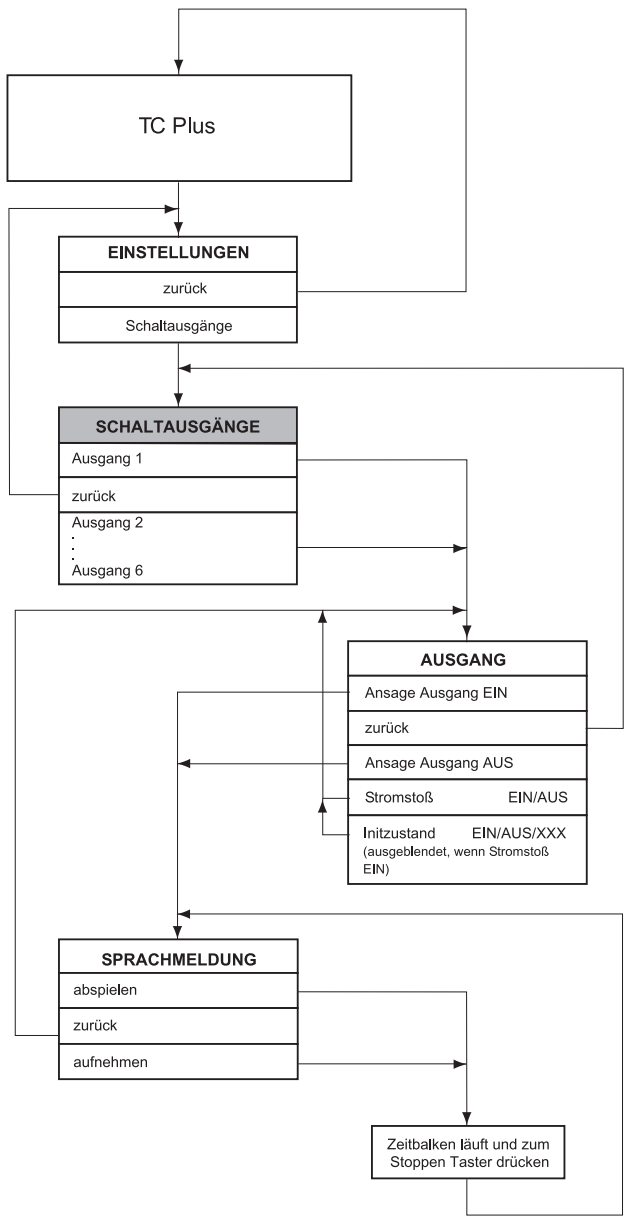 TC Plus
EINSTELLUNGEN
zurück
Schaltausgänge
SCHALTAUSGÄNGE
Ausgang 1
zurück
Ausgang 2
.
.
.
Ausgang 6
AUSGANG
Ansage Ausgang EIN
zurück
Ansage Ausgang AUS
Stromstoß EIN/AUS
Initzustand EIN/AUS/XXX
(ausgeblendet, wenn Stromstoß
EIN)
SPRACHMELDUNG
abspielen
zurück
aufnehmen
Zeitbalken läuft und zum
Stoppen Taster drücken